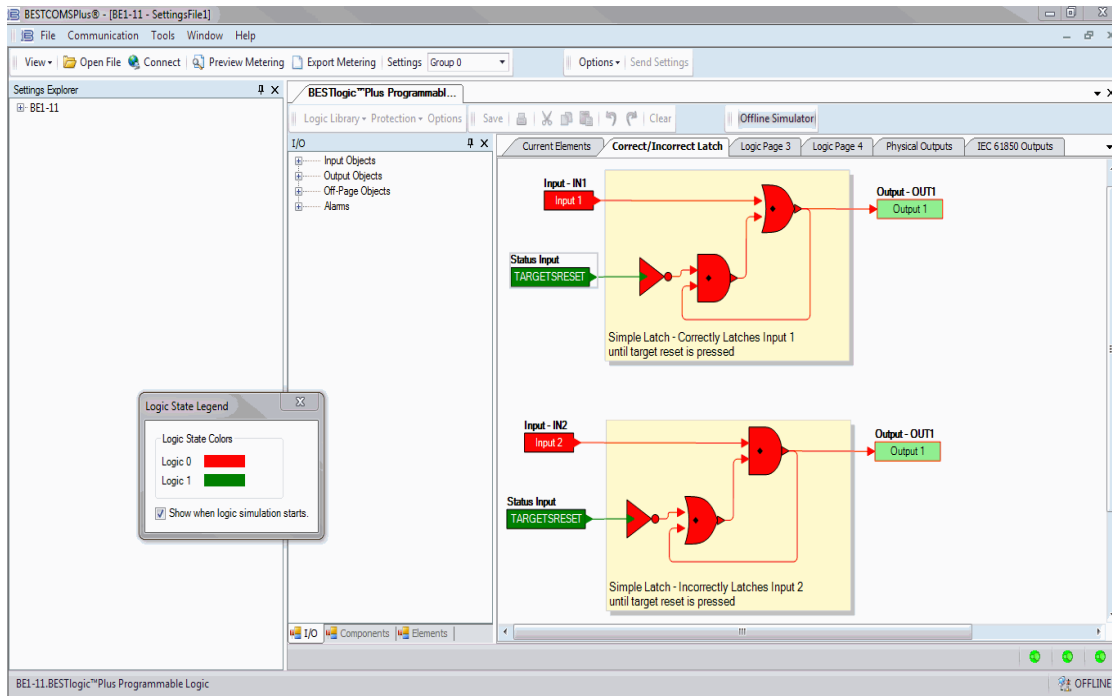 BESTCOMSPlus® - [BE1-11 - SettingsFile1]
File Communication Tools Window Help
View Open File Connect Preview Metering Export Metering Settings Group 0 Options Send Settings
Settings Explorer
BE1-11
BESTlogic™Plus Programmabl...
Logic Library Protection Options Save Clear Offline Simulator
I/O
Input Objects
Output Objects
Off-Page Objects
Alarms
Current Elements Correct/Incorrect Latch Logic Page 3 Logic Page 4 Physical Outputs IEC 61850 Outputs
Input - IN1
Input 1
Output - OUT1
Output 1
Status Input
TARGETSRESET
Simple Latch - Correctly Latches Input 1
until target reset is pressed
Logic State Legend
Logic State Colors
Logic 0
Logic 1
Show when logic simulation starts.
Input - IN2
Input 2
Output - OUT1
Output 1
Status Input
TARGETSRESET
Simple Latch - Incorrectly Latches Input 2
until target reset is pressed
I/O Components Elements
BE1-11.BESTlogic™Plus Programmable Logic
OFFLINE